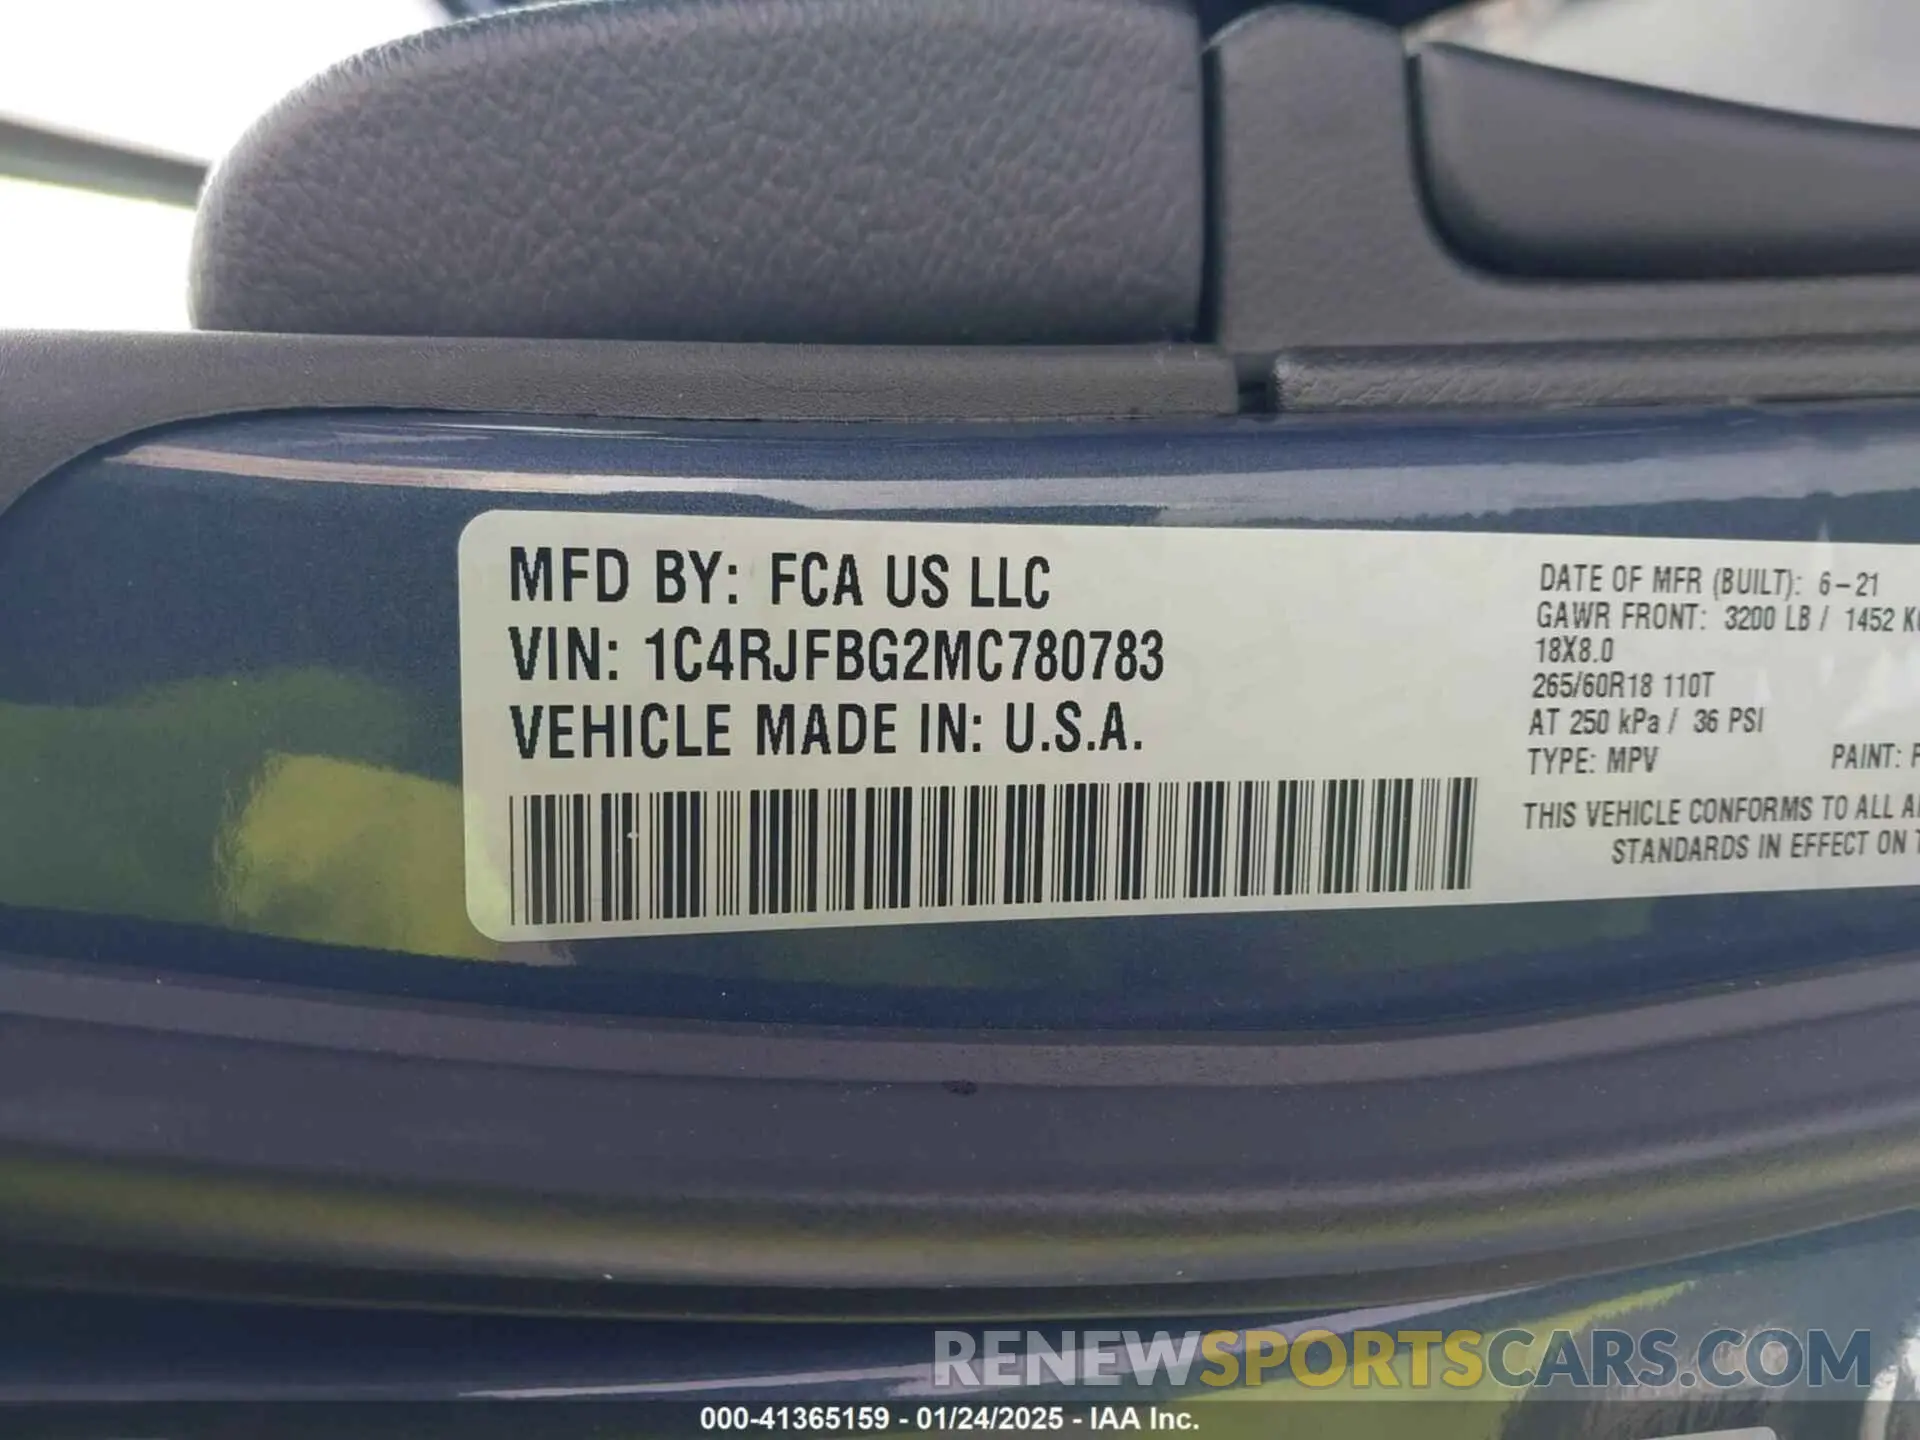 MFD BY: FCA US LLC
VIN: 1C4RJFBG2MC780783
VEHICLE MADE IN: U.S.A.
DATE OF MFR (BUILT): 6-21
GAWR FRONT: 3200 LB / 1452
18X8.0
265/60R18 110T
AT 250 kPa / 36 PSI
TYPE: MPV PAINT:
THIS VEHICLE CONFORMS TO ALL
STANDARDS IN EFFECT ON
RENEWSPORTSCARS.COM
000-41365159 - 01/24/2025 - IAA Inc.